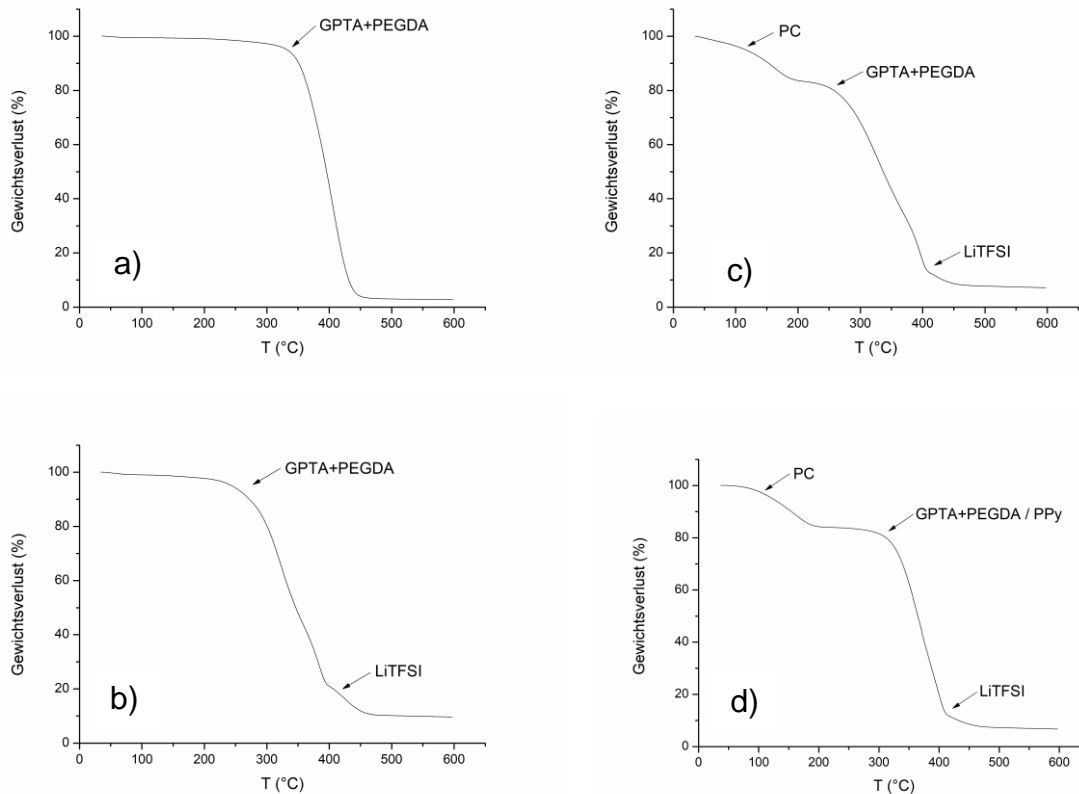 GPTA+PEGDA
Gewichtsverlust (%)
100
80
60
40
20
0
a)
0 100 200 300 400 500 600
T (°C)
PC
GPTA+PEGDA
LiTFSI
Gewichtsverlust (%)
100
80
60
40
20
0
c)
0 100 200 300 400 500 600
T (°C)
GPTA+PEGDA
LiTFSI
Gewichtsverlust (%)
100
80
60
40
20
0
b)
0 100 200 300 400 500 600
T (°C)
PC
GPTA+PEGDA / PPy
LiTFSI
Gewichtsverlust (%)
100
80
60
40
20
0
d)
0 100 200 300 400 500 600
T (°C)